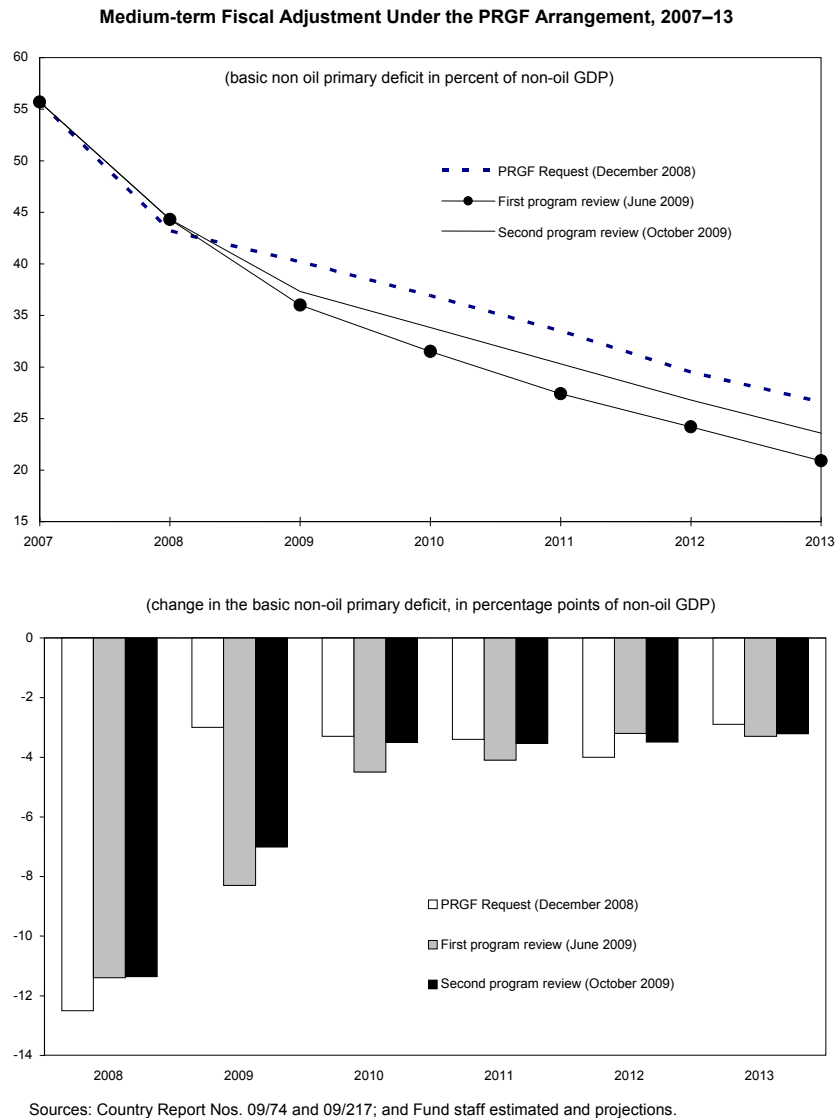 Medium-term Fiscal Adjustment Under the PRGF Arrangement, 2007–13
(basic non oil primary deficit in percent of non-oil GDP)
60
55
50
45
40
35
30
25
20
15
PRGF Request (December 2008)
First program review (June 2009)
Second program review (October 2009)
2007 2008 2009 2010 2011 2012 2013
(change in the basic non-oil primary deficit, in percentage points of non-oil GDP)
0
-2
-4
-6
-8
-10
-12
-14
PRGF Request (December 2008)
First program review (June 2009)
Second program review (October 2009)
2008 2009 2010 2011 2012 2013
Sources: Country Report Nos. 09/74 and 09/217; and Fund staff estimated and projections.